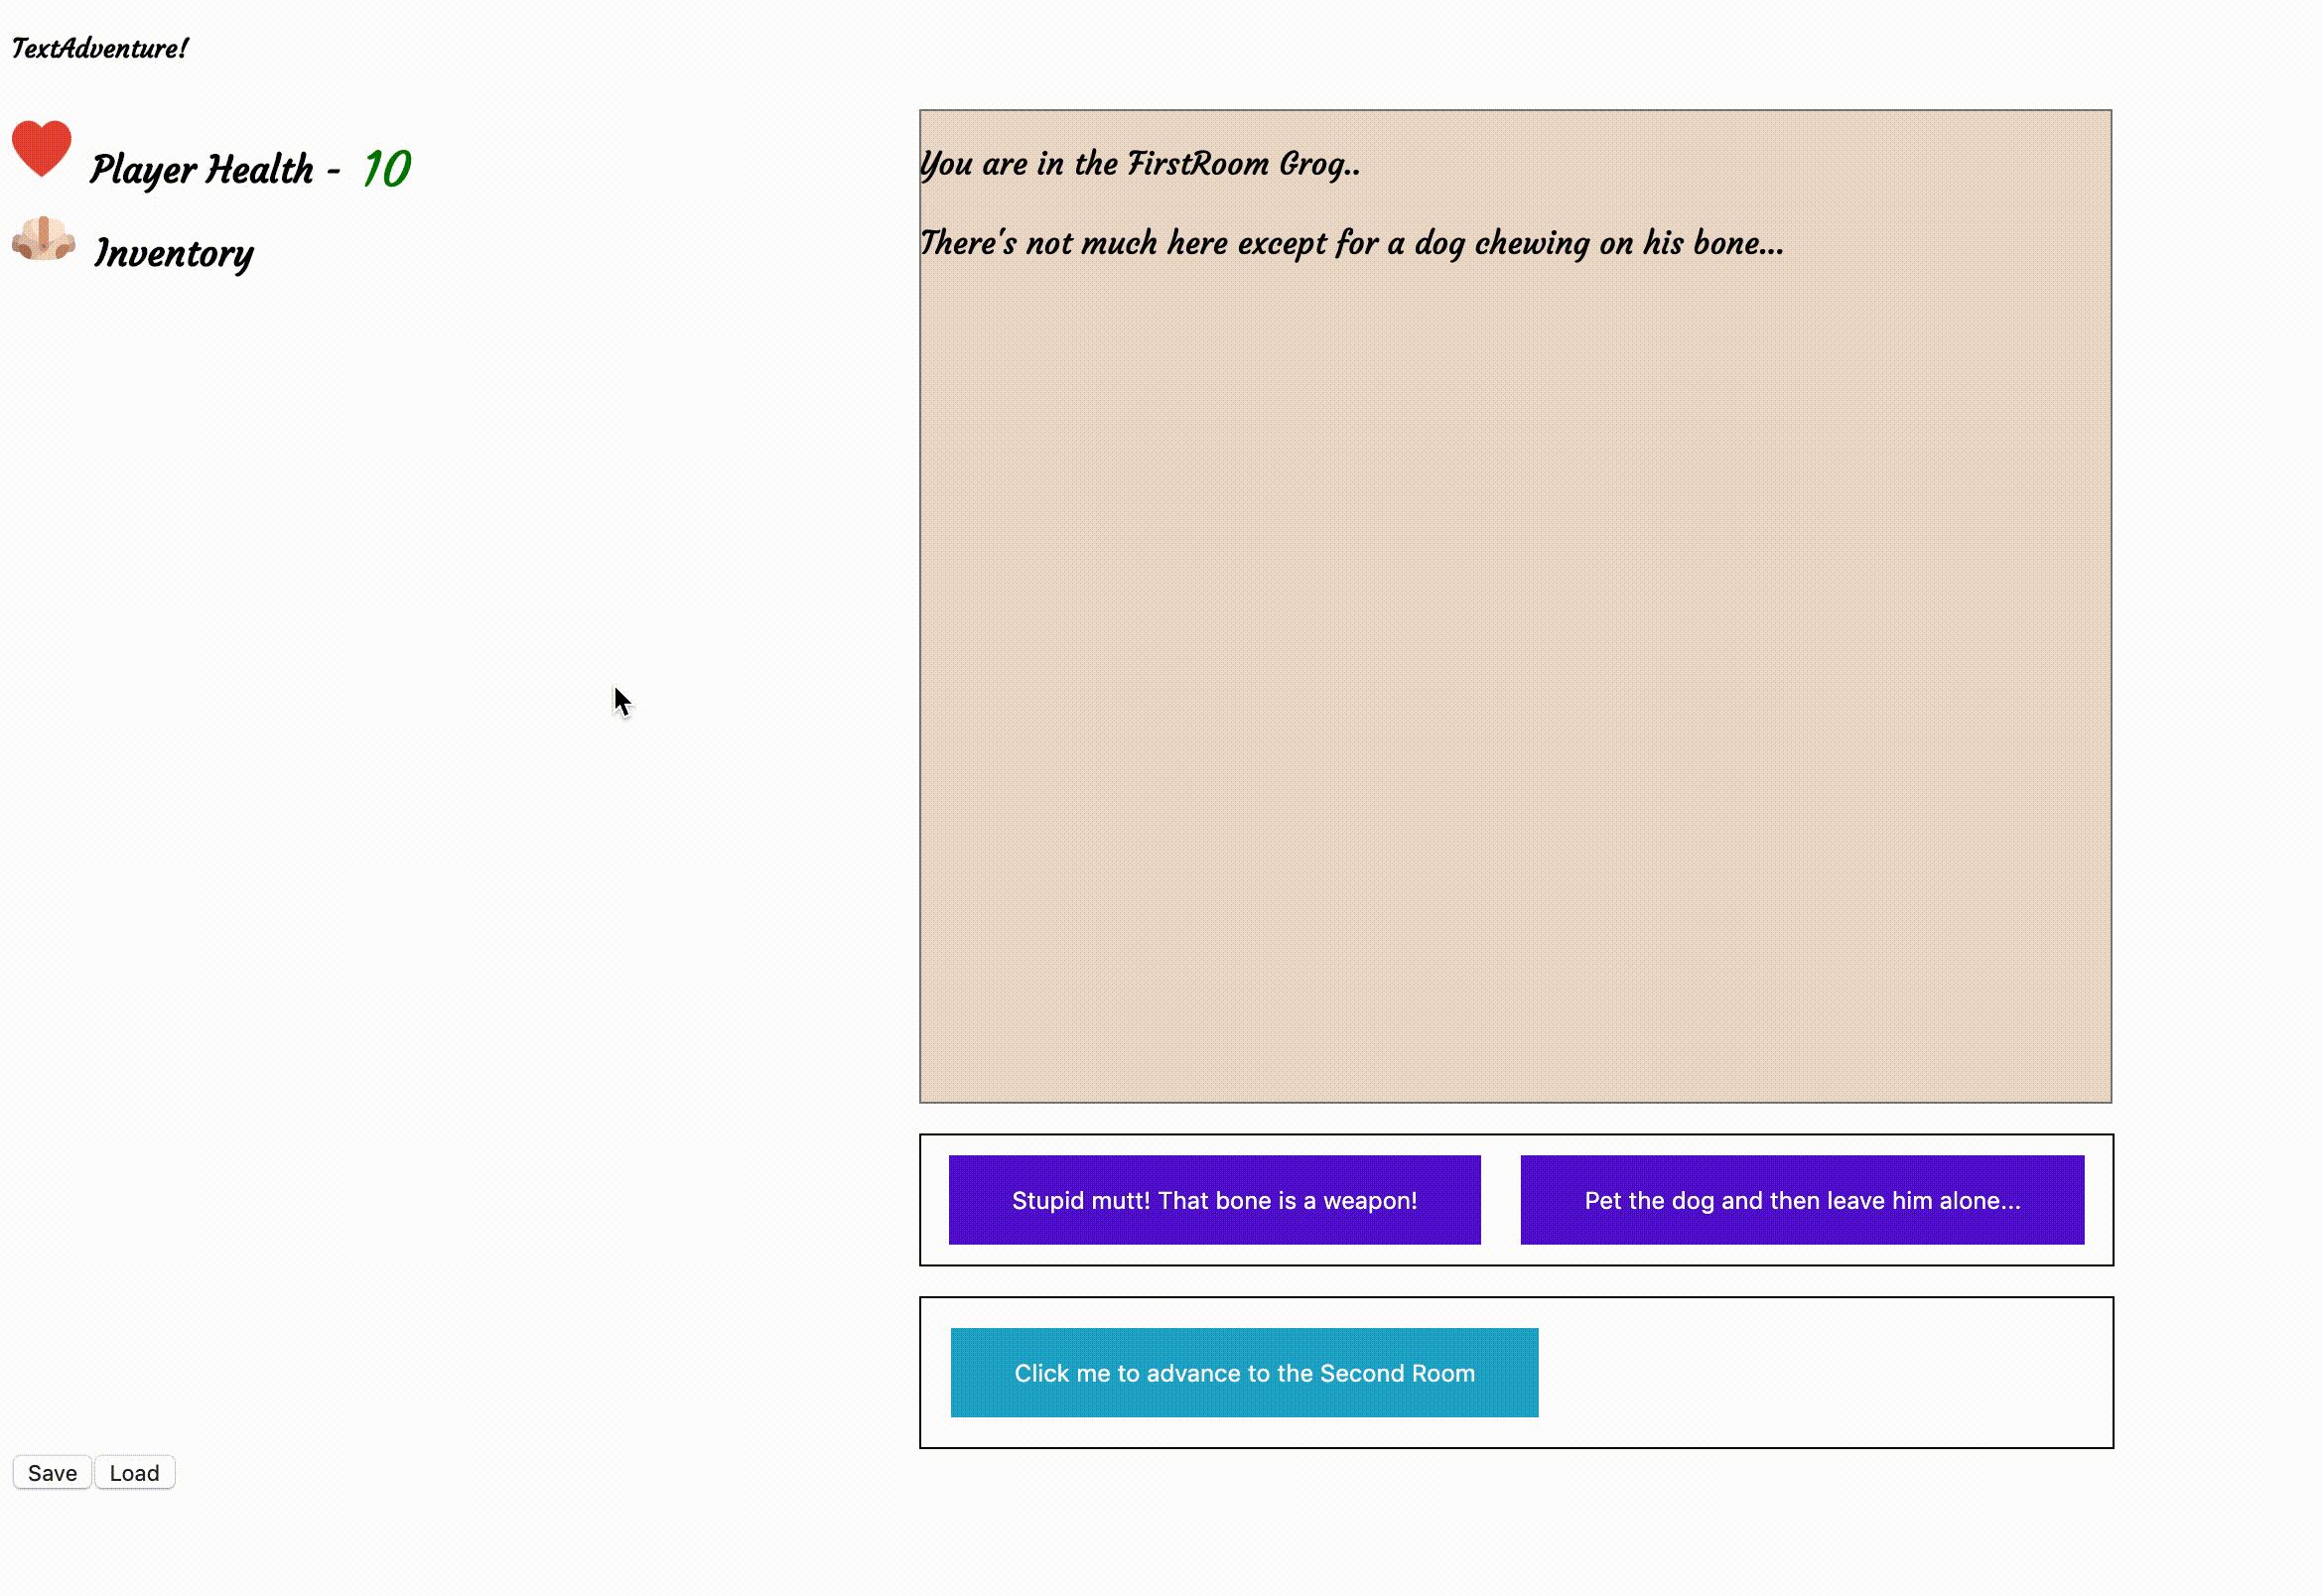 TextAdventure!
Player Health - 10
Inventory
You are in the FirstRoom Grog..
There's not much here except for a dog chewing on his bone...
Stupid mutt! That bone is a weapon!
Pet the dog and then leave him alone...
Click me to advance to the Second Room
Save
Load